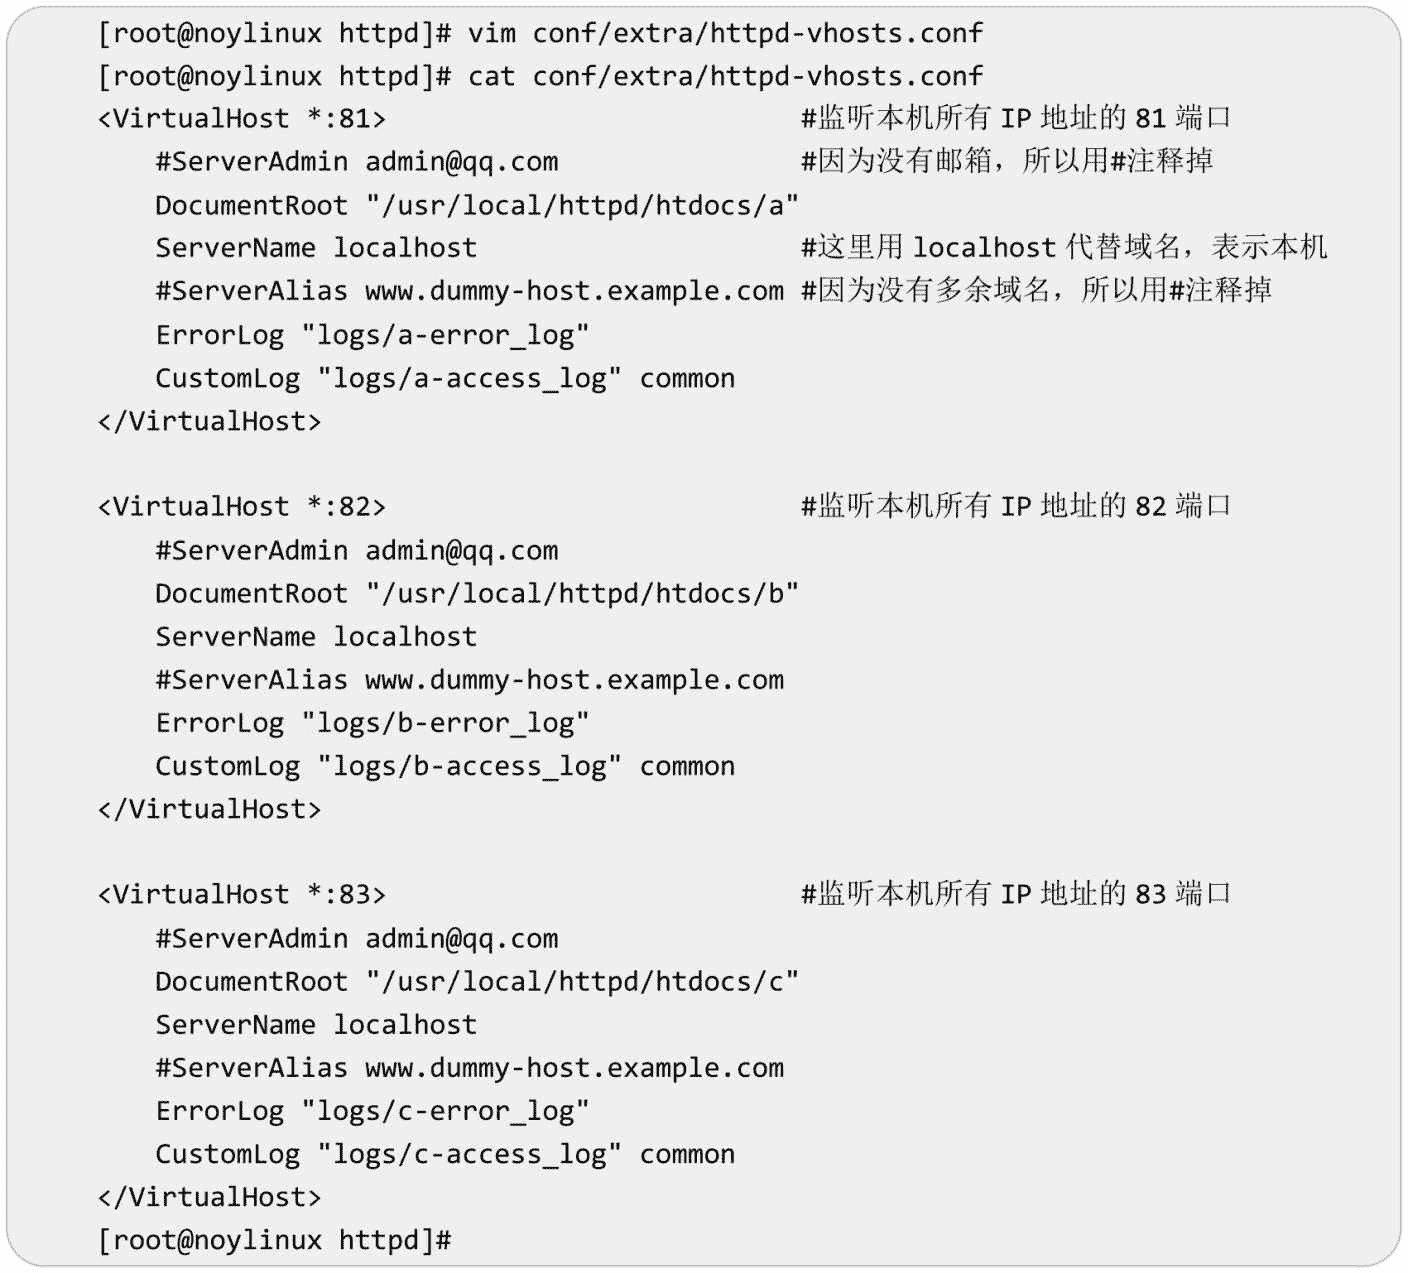 [root@noylinux httpd]# vim conf/extra/httpd-vhosts.conf
[root@noylinux httpd]# cat conf/extra/httpd-vhosts.conf
<VirtualHost *:81> #监听本机所有 IP 地址的 81 端口
#ServerAdmin admin@qq.com #因为没有邮箱，所以用#注释掉
DocumentRoot "/usr/local/httpd/htdocs/a"
ServerName localhost #这里用 localhost 代替域名，表示本机
#ServerAlias www.dummy-host.example.com #因为没有多余域名，所以用#注释掉
ErrorLog "logs/a-error_log"
CustomLog "logs/a-access_log" common
</VirtualHost>
<VirtualHost *:82> #监听本机所有 IP 地址的 82 端口
#ServerAdmin admin@qq.com
DocumentRoot "/usr/local/httpd/htdocs/b"
ServerName localhost
#ServerAlias www.dummy-host.example.com
ErrorLog "logs/b-error_log"
CustomLog "logs/b-access_log" common
</VirtualHost>
<VirtualHost *:83> #监听本机所有 IP 地址的 83 端口
#ServerAdmin admin@qq.com
DocumentRoot "/usr/local/httpd/htdocs/c"
ServerName localhost
#ServerAlias www.dummy-host.example.com
ErrorLog "logs/c-error_log"
CustomLog "logs/c-access_log" common
</VirtualHost>
[root@noylinux httpd]#